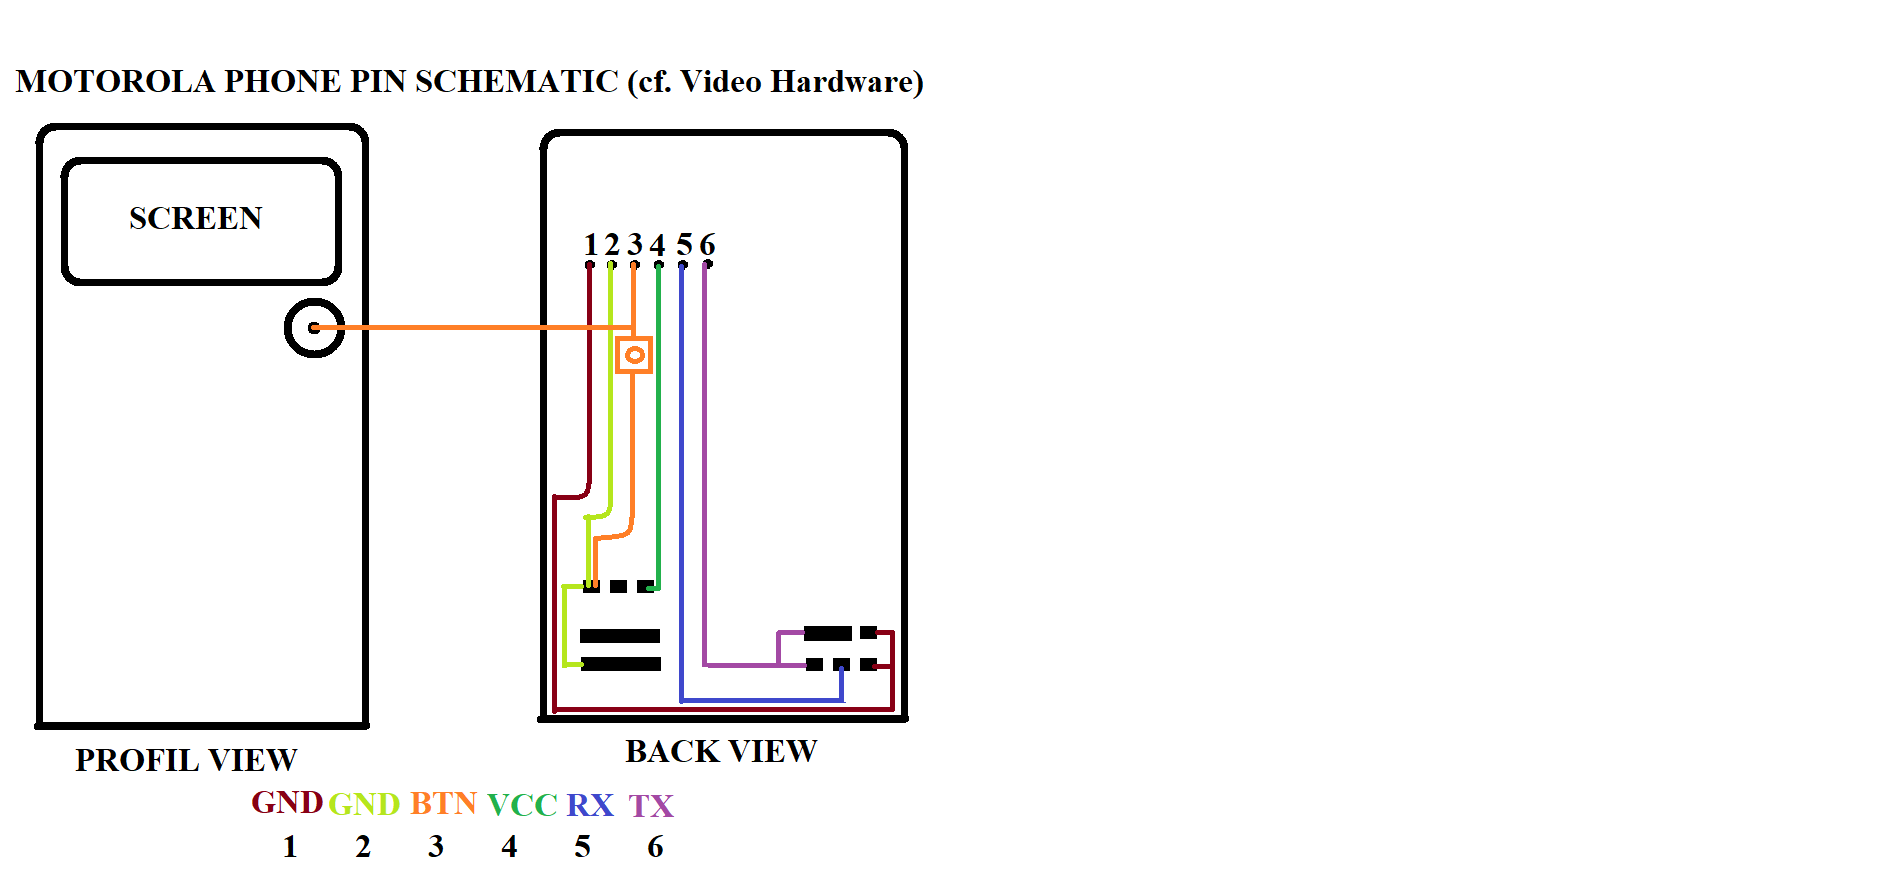 MOTOROLA PHONE PIN SCHEMATIC (cf. Video Hardware)
SCREEN
1 2 3 4 5 6
PROFIL VIEW
BACK VIEW
GND GND BTN VCC RX TX
1 2 3 4 5 6